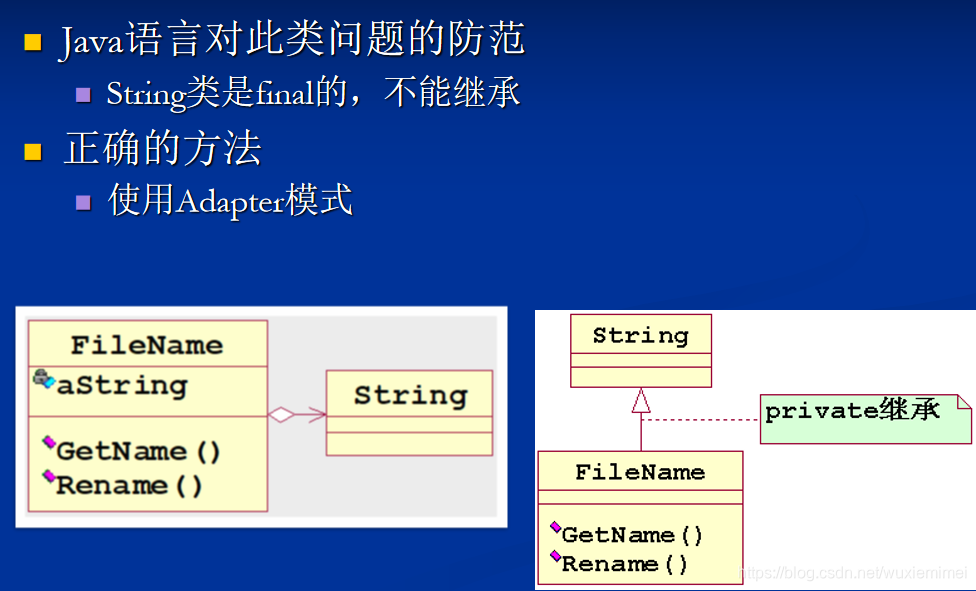 Java语言对此类问题的防范
String类是final的，不能继承
正确的方法
使用Adapter模式
FileName
aString
GetName()
Rename()
String
String
private继承
FileName
GetName()
Rename()
https://blog.csdn.net/wuxiemimei